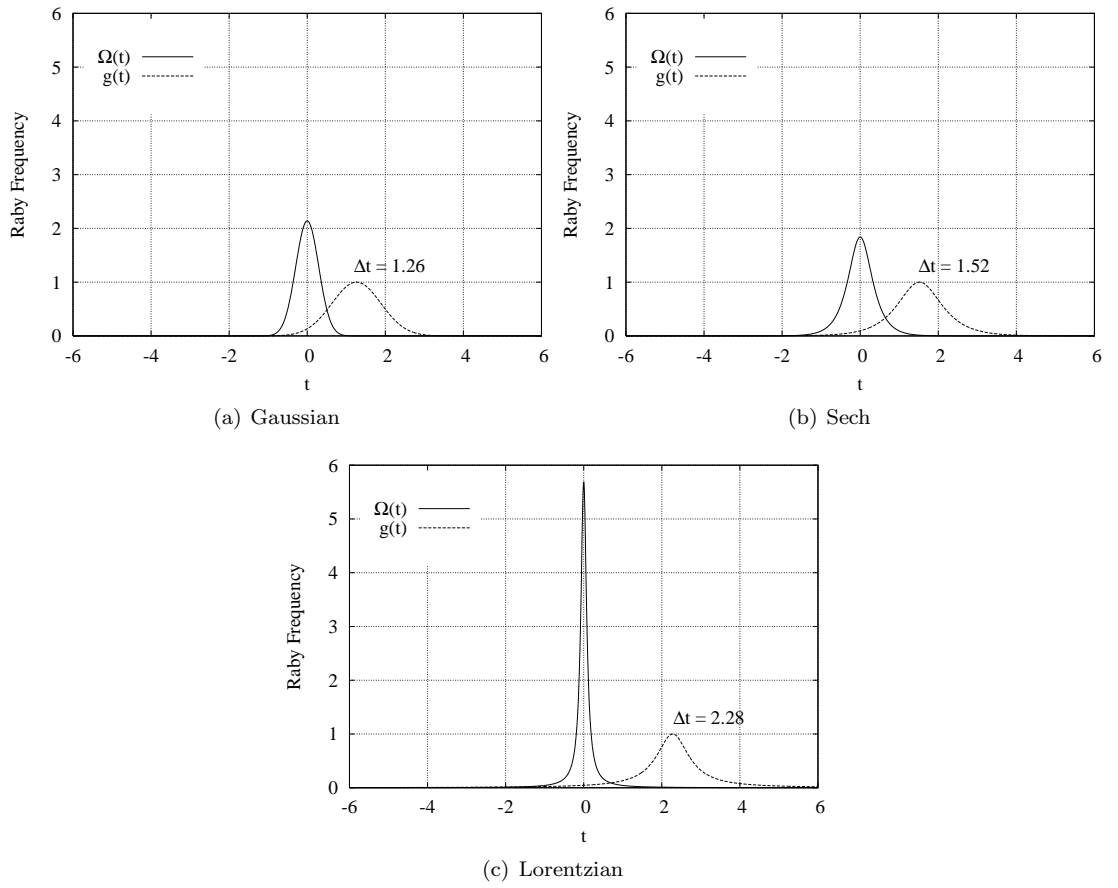 6
5
4
3
2
1
0
Raby Frequency
Ω(t)
g(t)
Δt = 1.26
-6 -4 -2 0 2 4 6
t
(a) Gaussian
6
5
4
3
2
1
0
Raby Frequency
Ω(t)
g(t)
Δt = 1.52
-6 -4 -2 0 2 4 6
t
(b) Sech
6
5
4
3
2
1
0
Raby Frequency
Ω(t)
g(t)
Δt = 2.28
-6 -4 -2 0 2 4 6
t
(c) Lorentzian